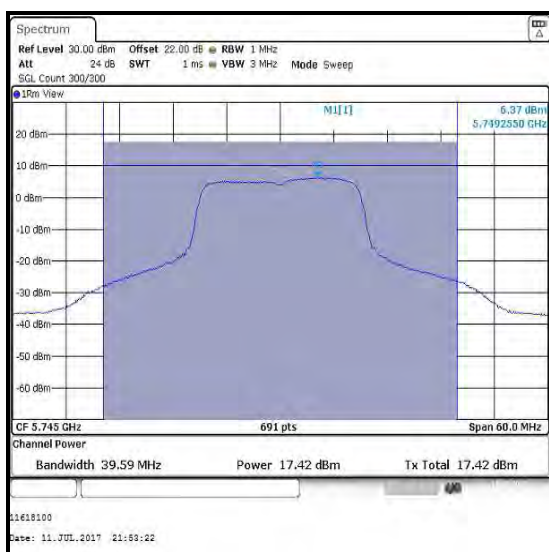 Spectrum
Ref Level 30.00 dBm Offset 22.00 dB RBW 1 MHz
Att 24 dB SWT 1 ms VBW 3 MHz Mode Sweep
SGL Count 300/300
1Rm View
M1[1] 6.37 dBm
5.7492550 GHz
20 dBm
10 dBm
0 dBm
-10 dBm
-20 dBm
-30 dBm
-40 dBm
-50 dBm
-60 dBm
CF 5.745 GHz 691 pts Span 60.0 MHz
Channel Power
Bandwidth 39.59 MHz Power 17.42 dBm Tx Total 17.42 dBm
11618100
Date: 11.JUL.2017 21:53:22